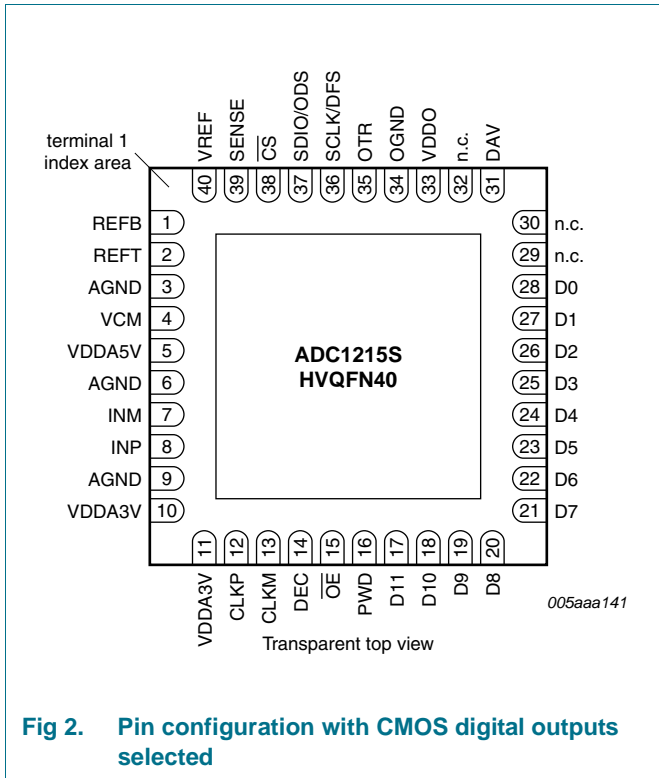 terminal 1
index area
VREF
SENSE
CS
SDIO/ODS
SCLK/DFS
OTR
OGND
VDDO
n.c.
DAV
40
39
38
37
36
35
34
33
32
31
REFB 1
REFT 2
AGND 3
VCM 4
VDDA5V 5
AGND 6
INM 7
INP 8
AGND 9
VDDA3V 10
ADC1215S
HVQFN40
30 n.c.
29 n.c.
28 D0
27 D1
26 D2
25 D3
24 D4
23 D5
22 D6
21 D7
11
12
13
14
15
16
17
18
19
20
VDDA3V
CLKP
CLKM
DEC
OE
PWD
D11
D10
D9
D8
005aaa141
Transparent top view
Fig 2. Pin configuration with CMOS digital outputs
selected